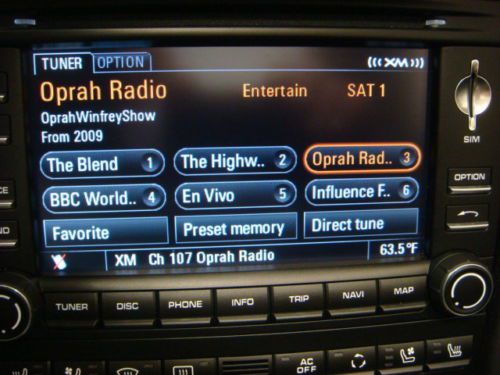 TUNER OPTION
(((XM)))
Oprah Radio Entertain SAT 1
OprahWinfreyShow
From 2009
The Blend 1 The Highw.. 2 Oprah Rad.. 3
BBC World.. 4 En Vivo 5 Influence F.. 6
Favorite Preset memory Direct tune
XM Ch 107 Oprah Radio 63.5°F
SIM
OPTION
TUNER DISC PHONE INFO TRIP NAVI MAP
AC
OFF